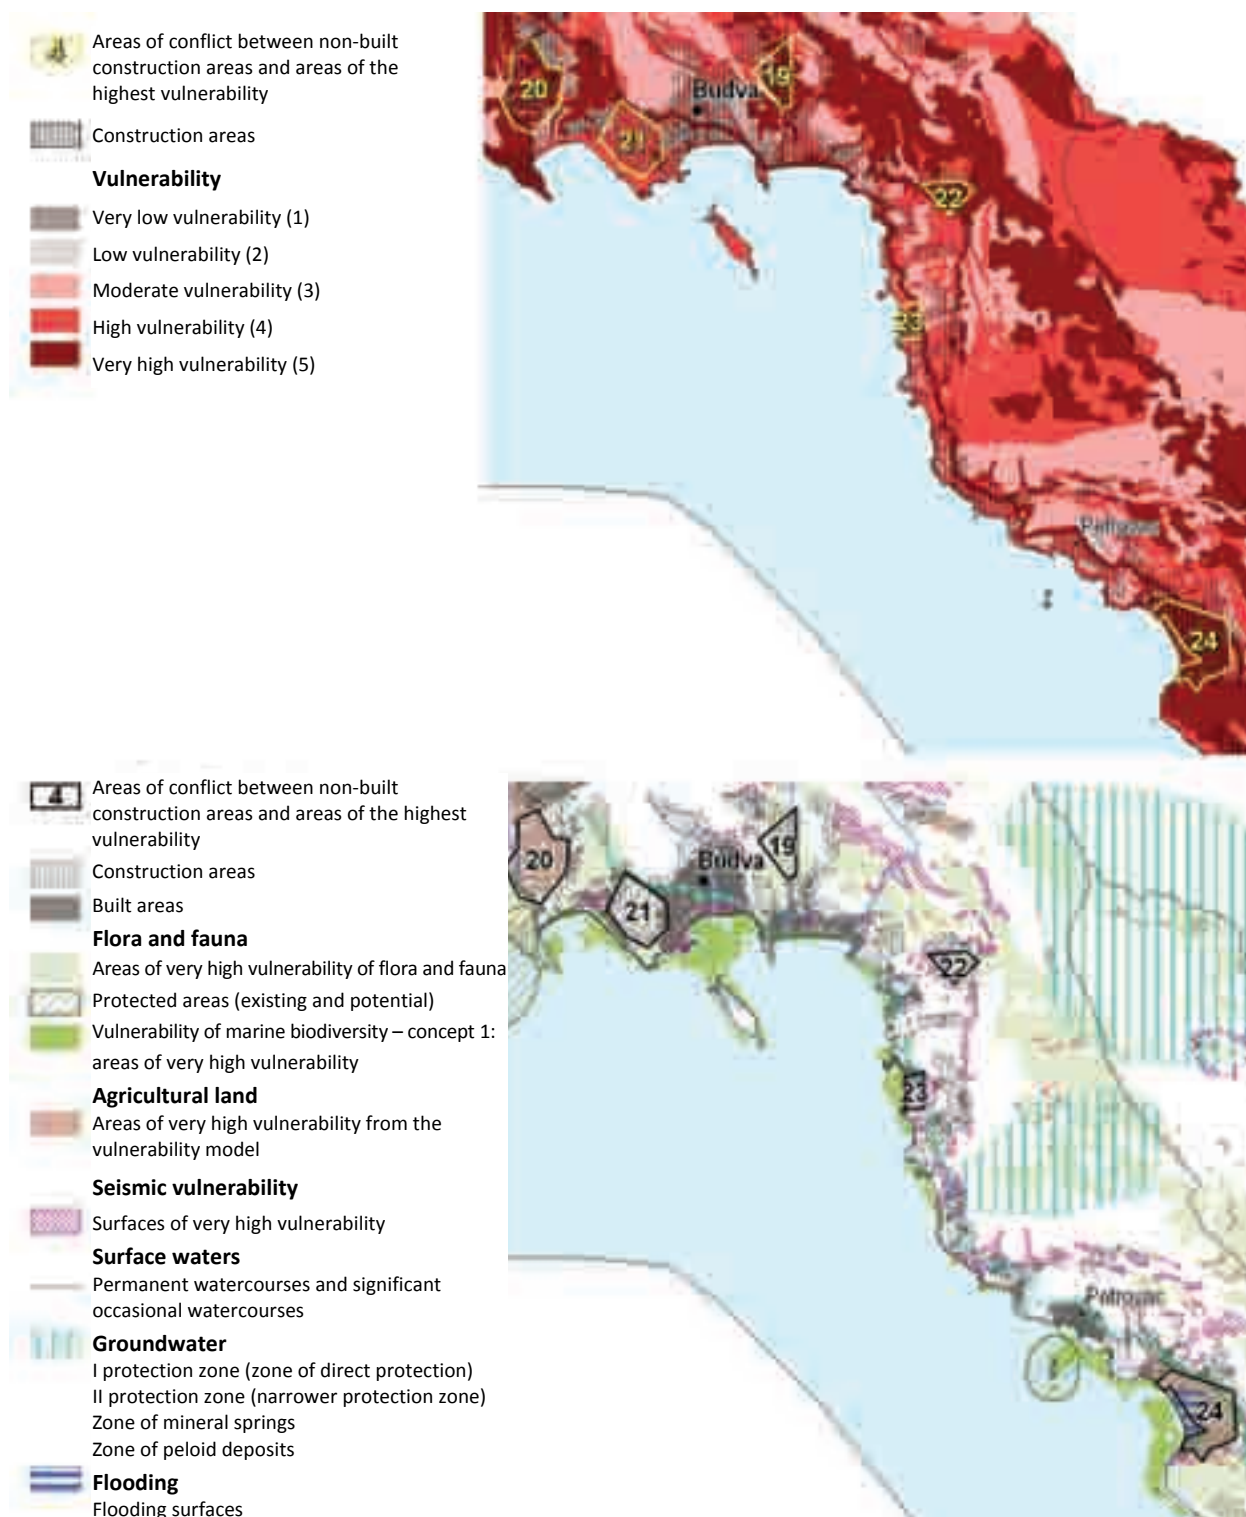 Areas of conflict between non-built
construction areas and areas of the
highest vulnerability
Construction areas
Vulnerability
Very low vulnerability (1)
Low vulnerability (2)
Moderate vulnerability (3)
High vulnerability (4)
Very high vulnerability (5)
20
19
Budva
21
22
23
Petrovac
24
4
Areas of conflict between non-built
construction areas and areas of the highest
vulnerability
Construction areas
Built areas
Flora and fauna
Areas of very high vulnerability of flora and fauna
Protected areas (existing and potential)
Vulnerability of marine biodiversity – concept 1:
areas of very high vulnerability
Agricultural land
Areas of very high vulnerability from the
vulnerability model
Seismic vulnerability
Surfaces of very high vulnerability
Surface waters
Permanent watercourses and significant
occasional watercourses
Groundwater
I protection zone (zone of direct protection)
II protection zone (narrower protection zone)
Zone of mineral springs
Zone of peloid deposits
Flooding
Flooding surfaces
20
19
Budva
21
22
23
Petrovac
24